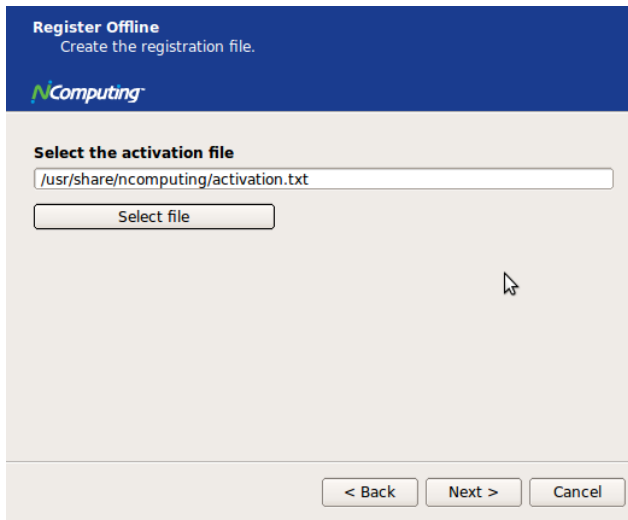 Register Offline
Create the registration file.
NComputing
Select the activation file
/usr/share/ncomputing/activation.txt
Select file
< Back Next > Cancel